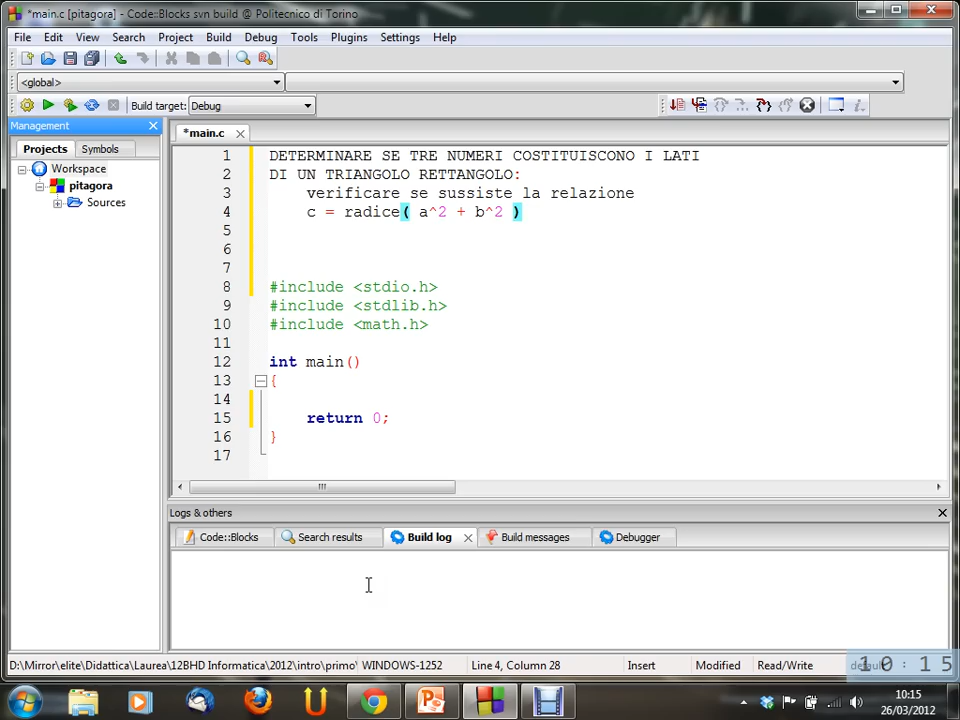 *main.c [pitagora] - Code::Blocks svn build @ Politecnico di Torino
File Edit View Search Project Build Debug Tools Plugins Settings Help
<global>
Build target: Debug
Management
Projects Symbols
Workspace
pitagora
Sources
*main.c
1 DETERMINARE SE TRE NUMERI COSTITUISCONO I LATI
2 DI UN TRIANGOLO RETTANGOLO:
3 verificare se sussiste la relazione
4 c = radice( a^2 + b^2 )
5
6
7
8 #include <stdio.h>
9 #include <stdlib.h>
10 #include <math.h>
11
12 int main()
13 {
14
15 return 0;
16 }
17
Logs & others
Code::Blocks Search results Build log Build messages Debugger
D:\Mirror\elite\Didattica\Laurea\12BHD Informatica\2012\intro\primo\ WINDOWS-1252 Line 4, Column 28 Insert Modified Read/Write default
10:15
10:15
26/03/2012